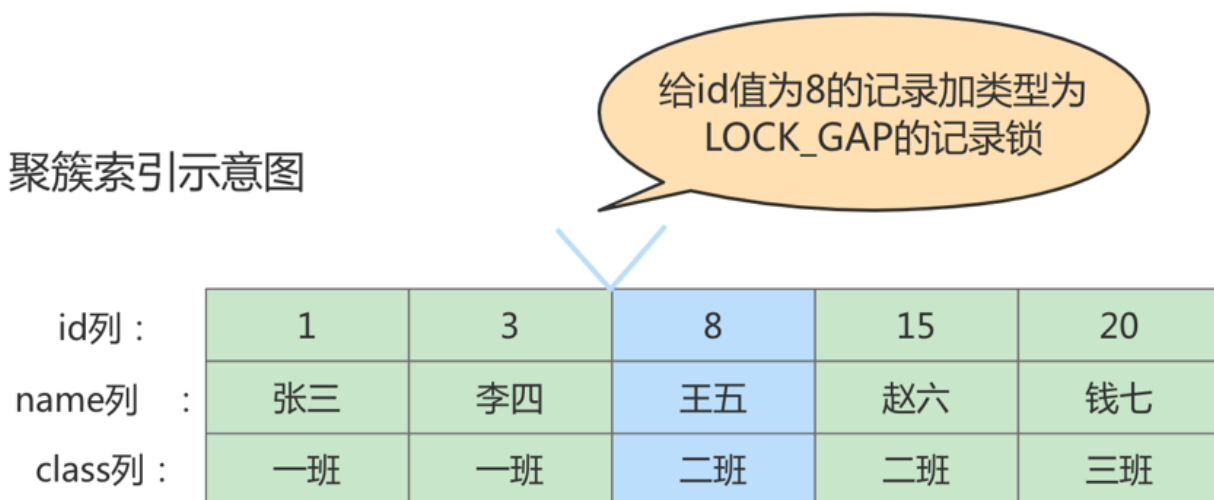 给id值为8的记录加类型为
LOCK_GAP的记录锁
聚簇索引示意图
id列： 1 3 8 15 20
name列 ： 张三 李四 王五 赵六 钱七
class列： 一班 一班 二班 二班 三班